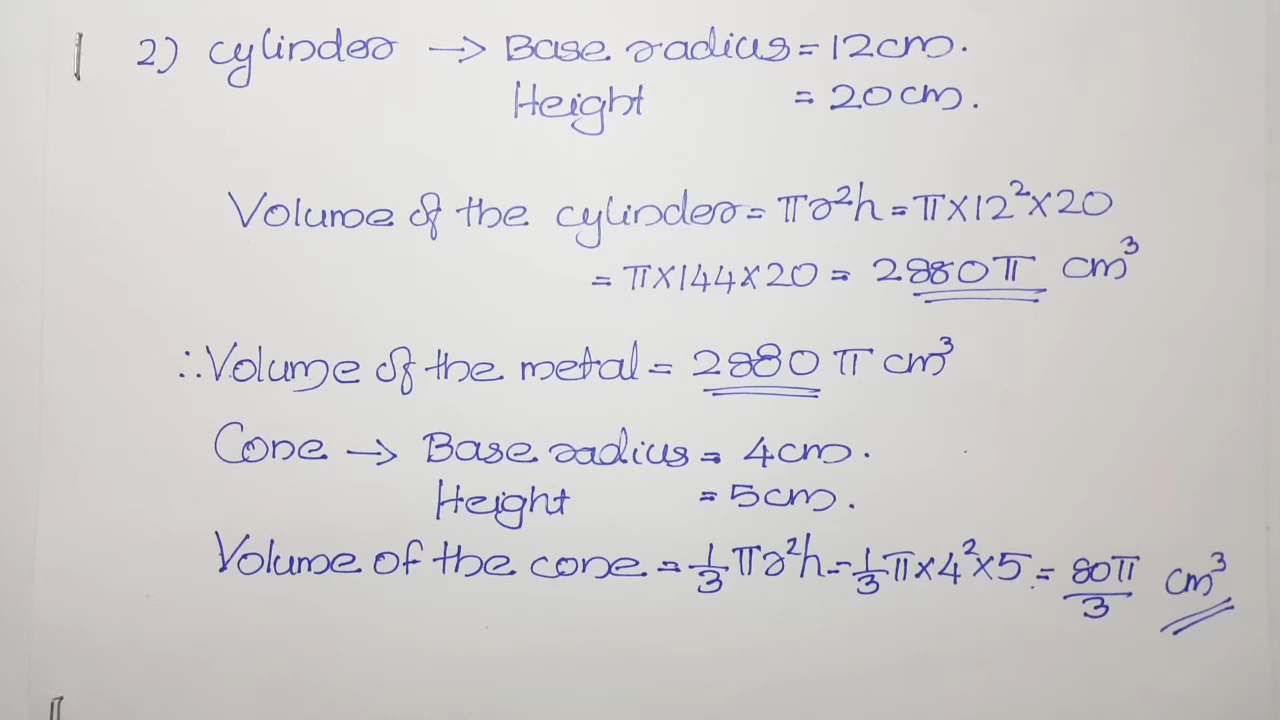 2) cylinder → Base radius = 12cm.
Height = 20cm.
Volume of the cylinder = πr²h = π×12²×20
= π×144×20 = 2880π cm³
∴ Volume of the metal = 2880 π cm³
Cone → Base radius = 4cm.
Height = 5cm.
Volume of the cone = 1/3 πr²h = 1/3 π×4²×5 = 80π/3 cm³